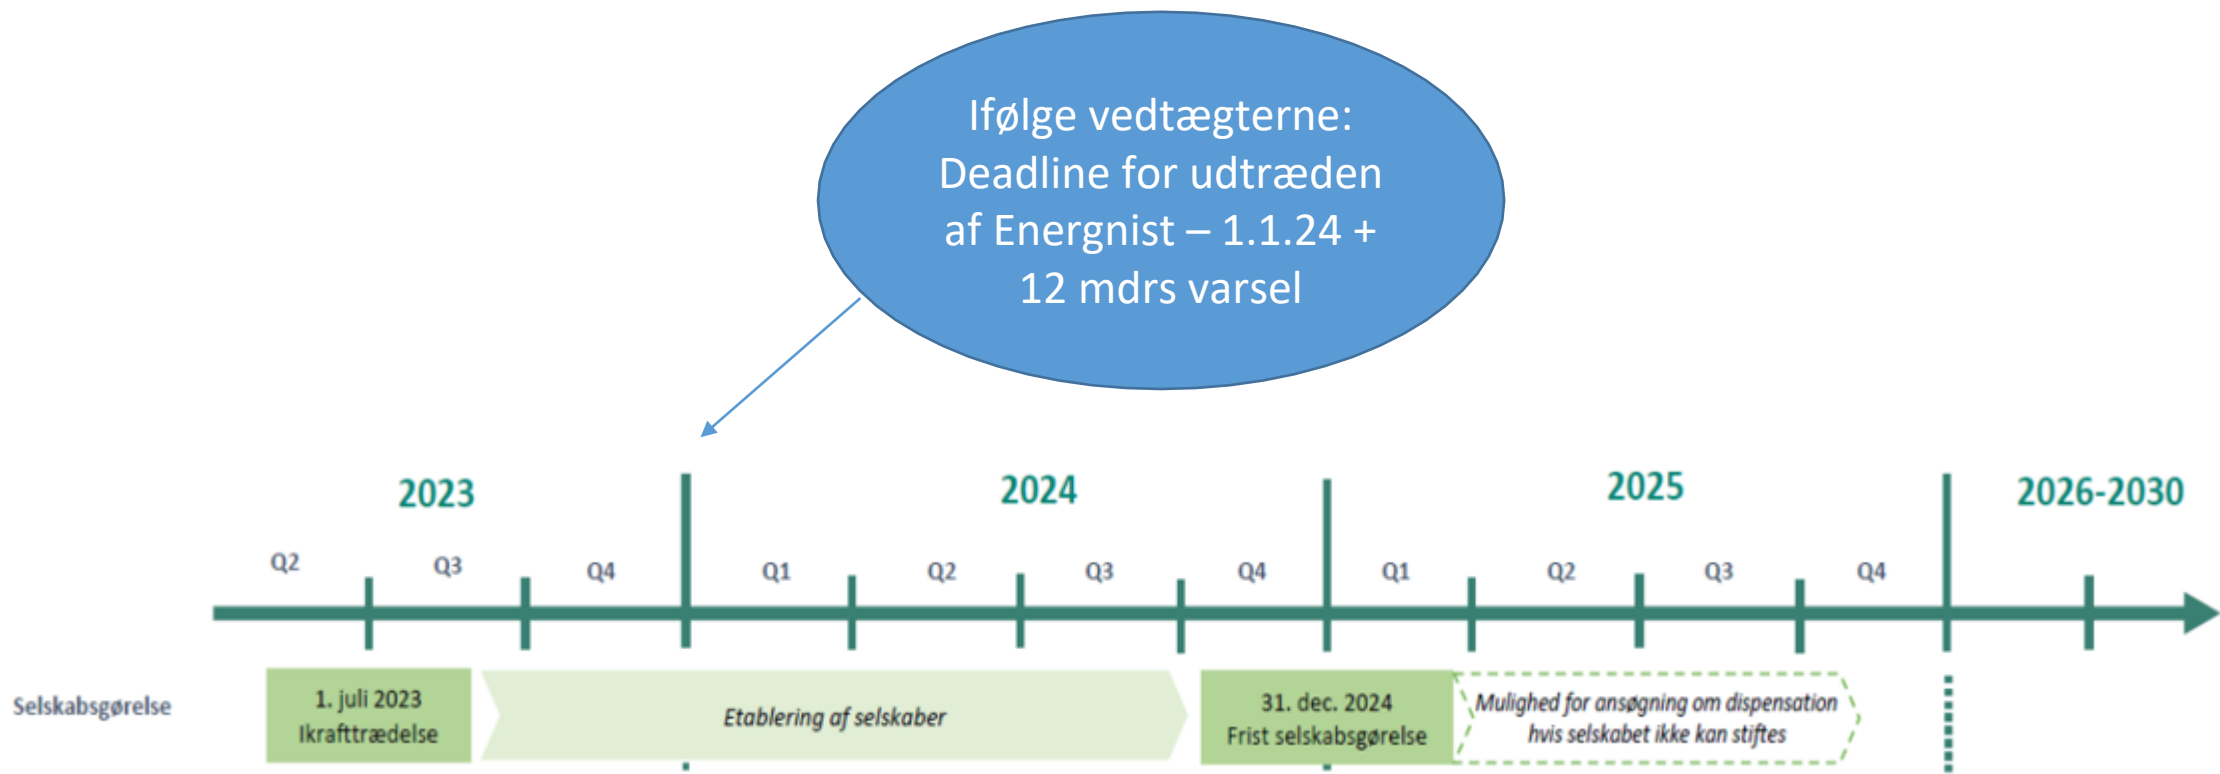 Ifølge vedtægterne:
Deadline for udtræden
af Energnist – 1.1.24 +
12 mdrs varsel
2023
2024
2025
2026-2030
Q2
Q3
Q4
Q1
Q2
Q3
Q4
Q1
Q2
Q3
Q4
Selskabsgørelse
1. juli 2023
Ikrafttrædelse
Etablering af selskaber
31. dec. 2024
Frist selskabsgørelse
Mulighed for ansøgning om dispensation
hvis selskabet ikke kan stiftes